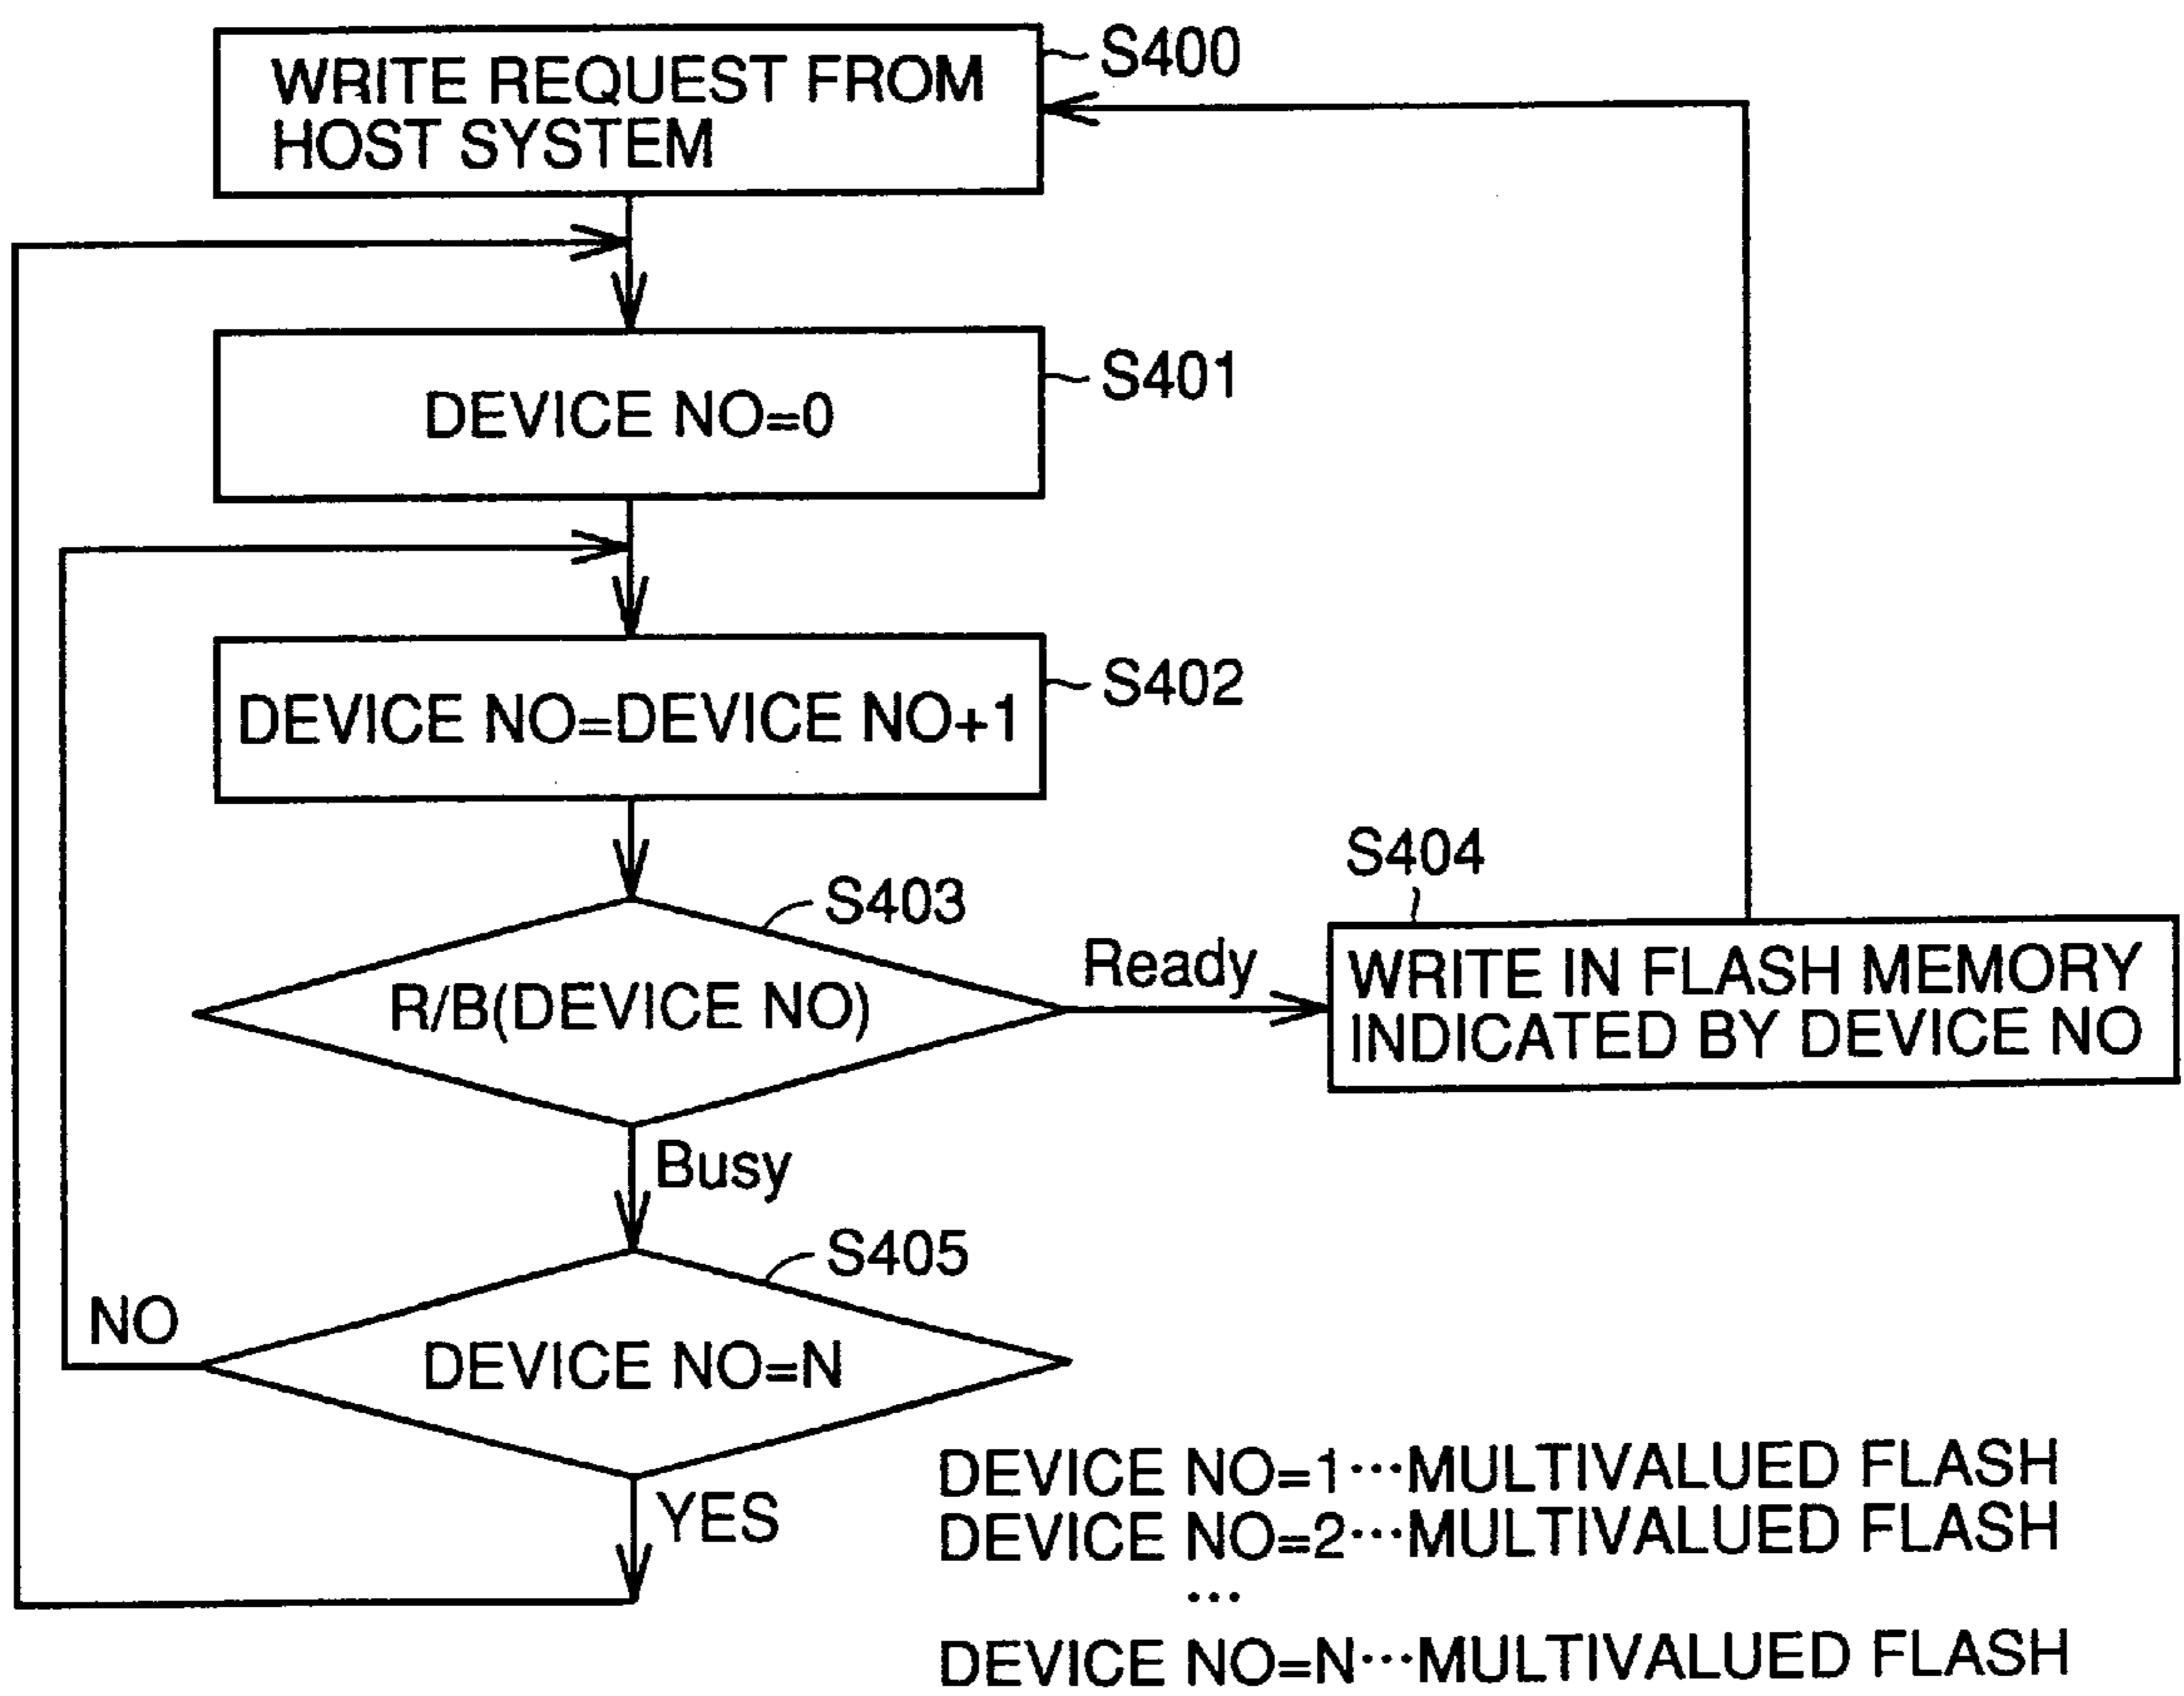 WRITE REQUEST FROM
HOST SYSTEM
S400
DEVICE NO=0
S401
DEVICE NO=DEVICE NO+1
S402
S403
R/B(DEVICE NO)
Ready
S404
WRITE IN FLASH MEMORY
INDICATED BY DEVICE NO
Busy
S405
NO
DEVICE NO=N
YES
DEVICE NO=1···MULTIVALUED FLASH
DEVICE NO=2···MULTIVALUED FLASH
···
DEVICE NO=N···MULTIVALUED FLASH